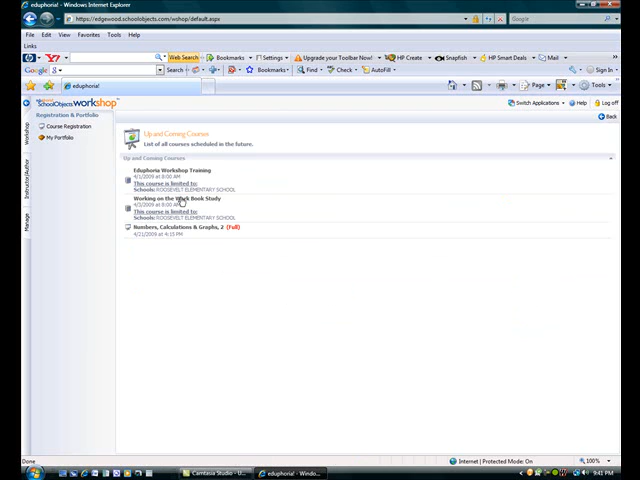 eduphoria! - Windows Internet Explorer
https://edgewood.schoolobjects.com/wshop/default.aspx
Google
File Edit View Favorites Tools Help
Links
Web Search Bookmarks Settings Upgrade your Toolbar Now! HP Create Snapfish HP Smart Deals Mail
Google Search Bookmarks Find Check AutoFill Sign In
eduphoria! Page Tools
SchoolObjects workshop Switch Applications Help Log off
Registration & Portfolio
Back
Course Registration
My Portfolio
Workshop
Instructor/Author
Manage
Up and Coming Courses
List of all courses scheduled in the future.
Up and Coming Courses
Eduphoria Workshop Training
4/1/2009 at 8:00 AM
This course is limited to:
Schools: ROOSEVELT ELEMENTARY SCHOOL
Working on the Work Book Study
4/3/2009 at 8:00 AM
This course is limited to:
Schools: ROOSEVELT ELEMENTARY SCHOOL
Numbers, Calculations & Graphs, 2 (Full)
4/21/2009 at 4:15 PM
Done
Internet | Protected Mode: On
100%
Camtasia Studio - U...
eduphoria! - Window...
9:41 PM